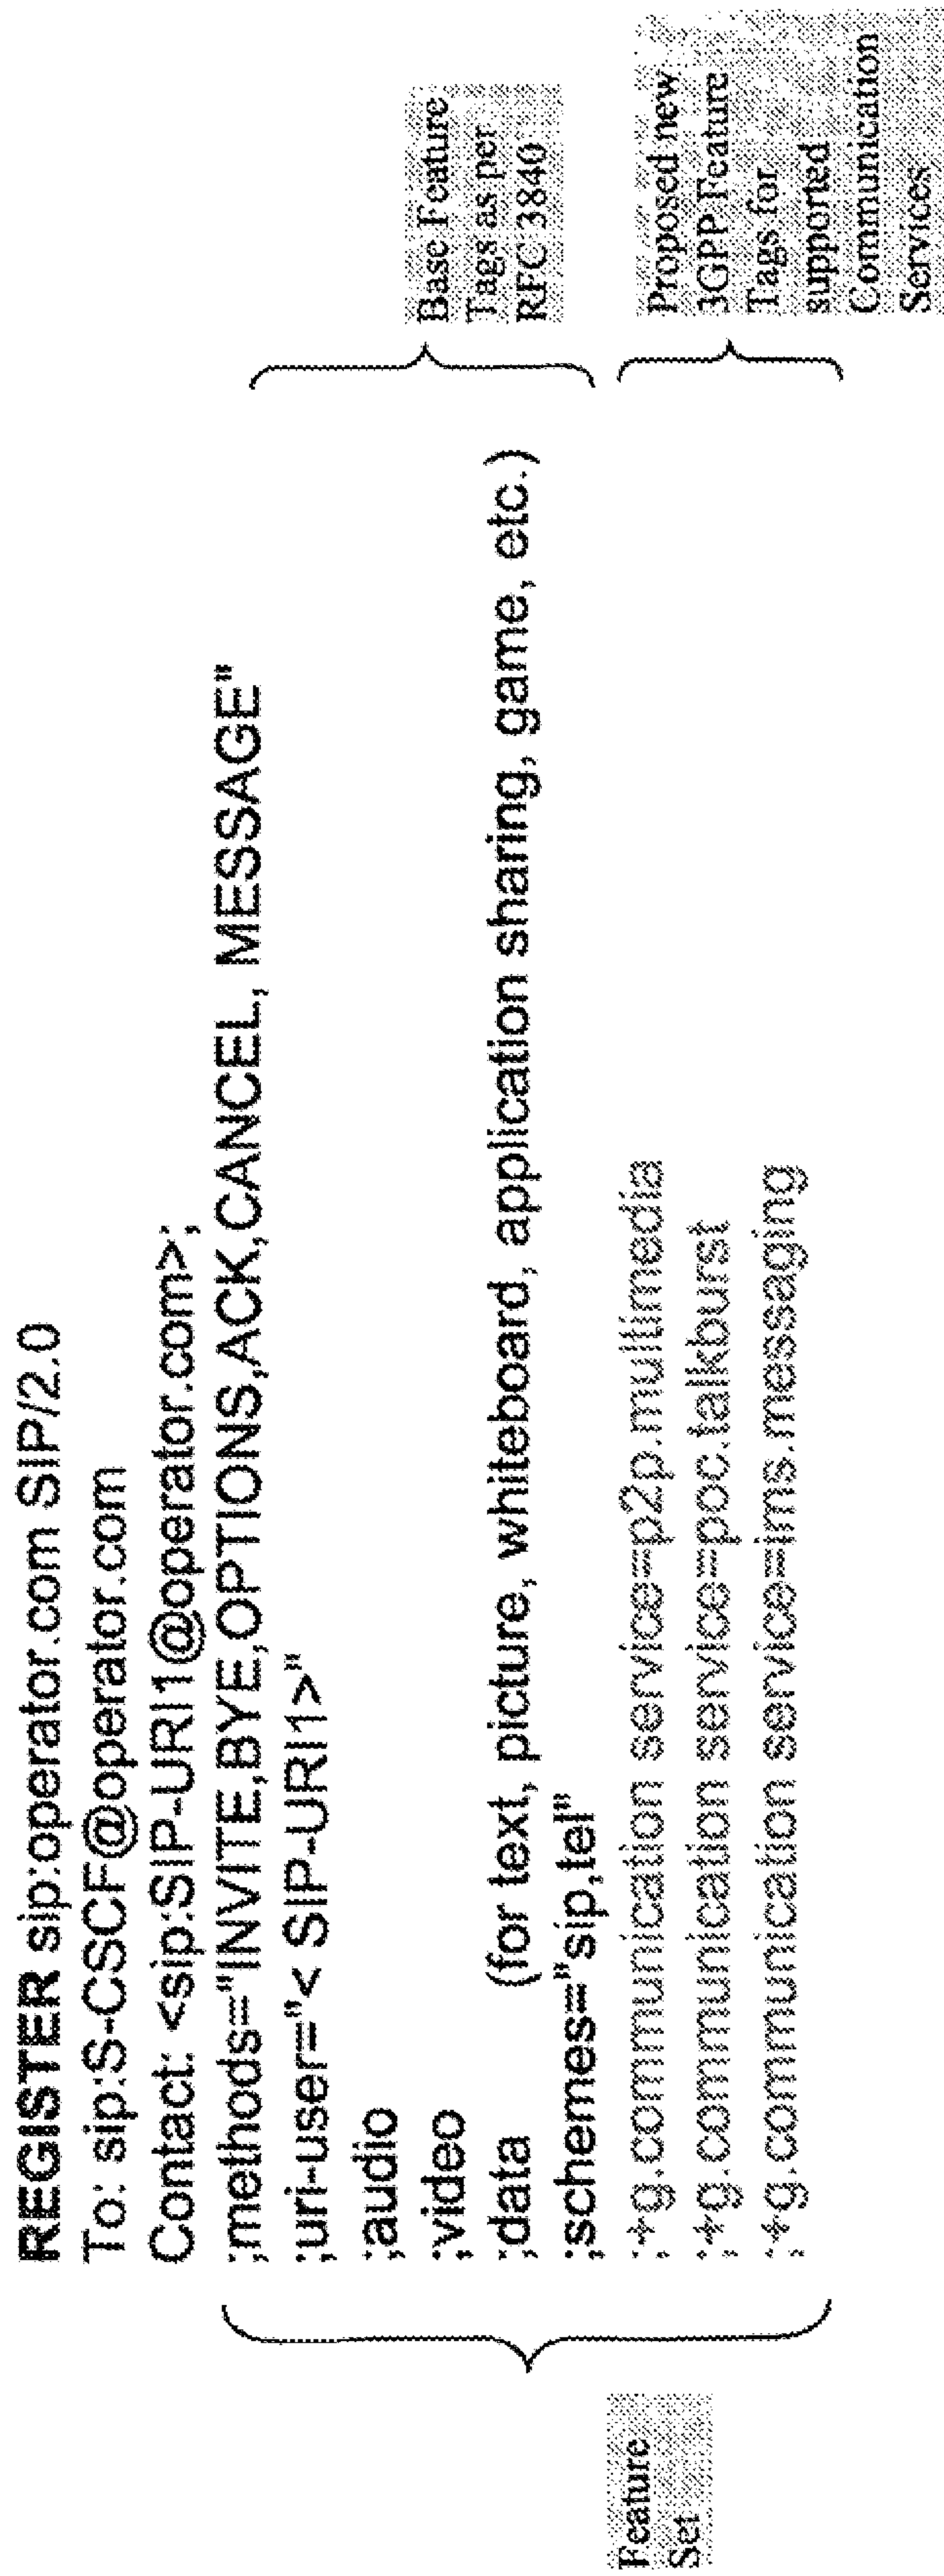 REGISTER sip:operator.com SIP/2.0
To: sip:S-CSCF@operator.com
Contact: <sip:SIP-URI1@operator.com>;
;methods="INVITE,BYE,OPTIONS,ACK,CANCEL, MESSAGE"
;uri-user="< SIP-URI1>"
;audio
;video
;data (for text, picture, whiteboard, application sharing, game, etc.)
;schemes="sip,tel"
;+g.communication service=p2p.multimedia
;+g.communication service=poc.talkburst
;+g.communication service=ims.messaging
Feature
Set
Base Feature
Tags as per
RFC 3840
Proposed new
3GPP Feature
Tags for
supported
Communication
Services